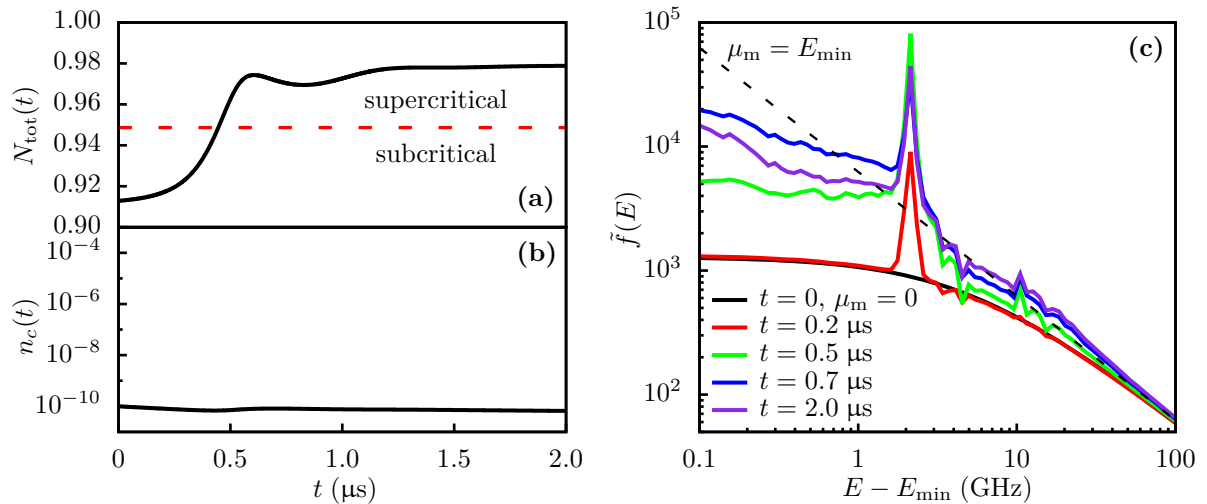 1.00
0.98
0.96
0.94
0.92
0.90
N_tot(t)
supercritical
subcritical
(a)
10^−4
10^−6
10^−8
10^−10
n_c(t)
(b)
0 0.5 1.0 1.5 2.0
t (μs)
10^5
10^4
10^3
10^2
f̃(E)
μ_m = E_min
(c)
t = 0, μ_m = 0
t = 0.2 μs
t = 0.5 μs
t = 0.7 μs
t = 2.0 μs
0.1 1 10 100
E − E_min (GHz)